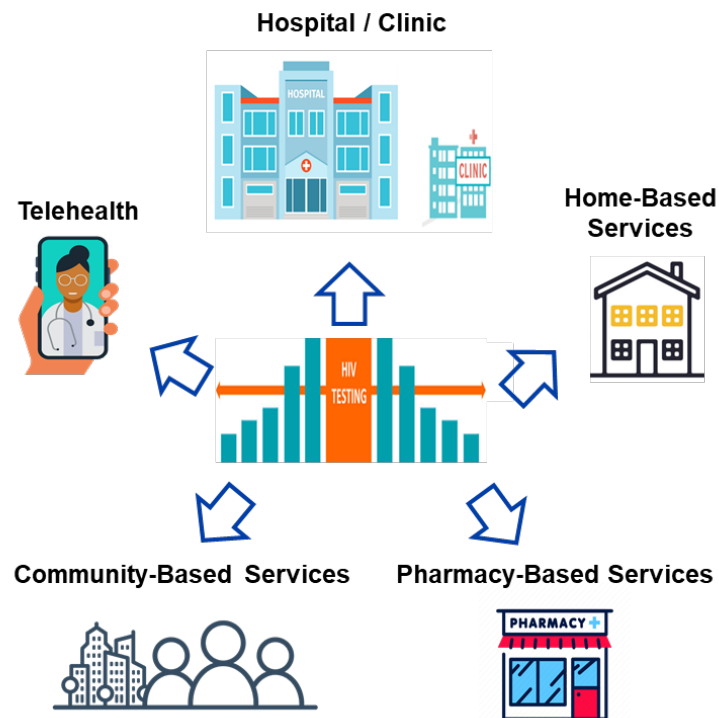 Hospital / Clinic
HOSPITAL
CLINIC
Telehealth
Home-Based
Services
HIV
TESTING
Community-Based Services
Pharmacy-Based Services
PHARMACY